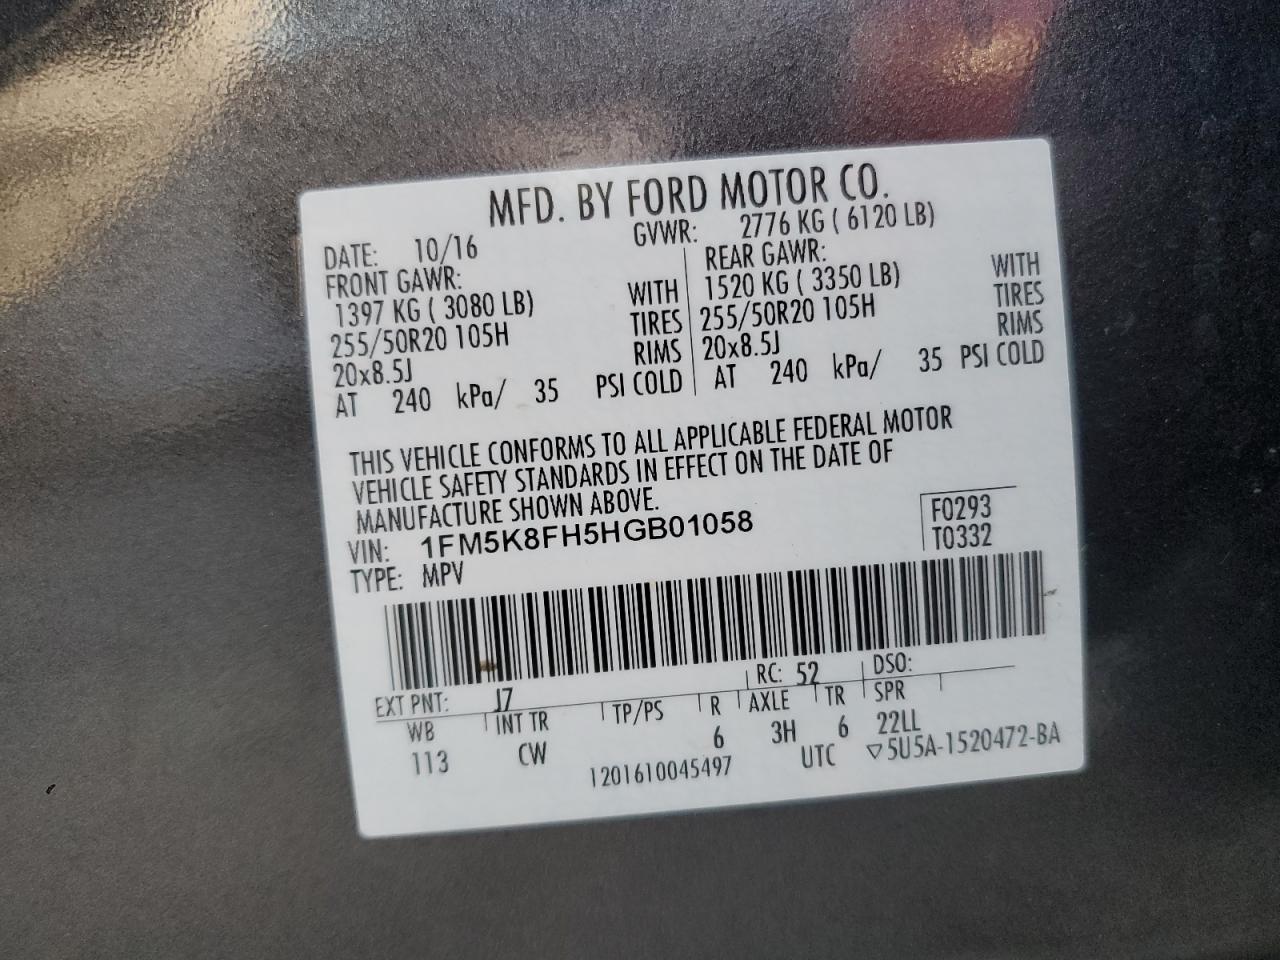 MFD. BY FORD MOTOR CO.
DATE: 10/16 GVWR: 2776 KG ( 6120 LB)
FRONT GAWR: REAR GAWR:
1397 KG ( 3080 LB) WITH 1520 KG ( 3350 LB) WITH
255/50R20 105H TIRES 255/50R20 105H TIRES
20x8.5J RIMS 20x8.5J RIMS
AT 240 kPa/ 35 PSI COLD AT 240 kPa/ 35 PSI COLD
THIS VEHICLE CONFORMS TO ALL APPLICABLE FEDERAL MOTOR
VEHICLE SAFETY STANDARDS IN EFFECT ON THE DATE OF
MANUFACTURE SHOWN ABOVE.
VIN: 1FM5K8FH5HGB01058 F0293
TYPE: MPV T0332
EXT PNT: J7 RC: 52 DSO:
WB INT TR TP/PS R AXLE TR SPR
113 CW 6 3H 6 22LL
1201610045497 UTC ▽5U5A-1520472-BA